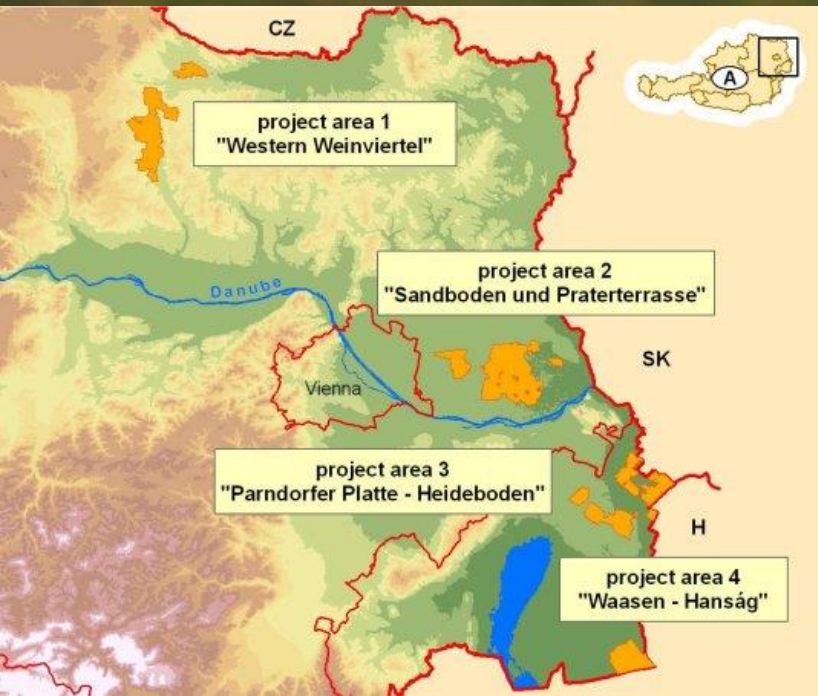 CZ
A
project area 1
"Western Weinviertel"
project area 2
"Sandboden und Praterterrasse"
Danube
SK
Vienna
project area 3
"Parndorfer Platte - Heideboden"
H
project area 4
"Waasen - Hanság"